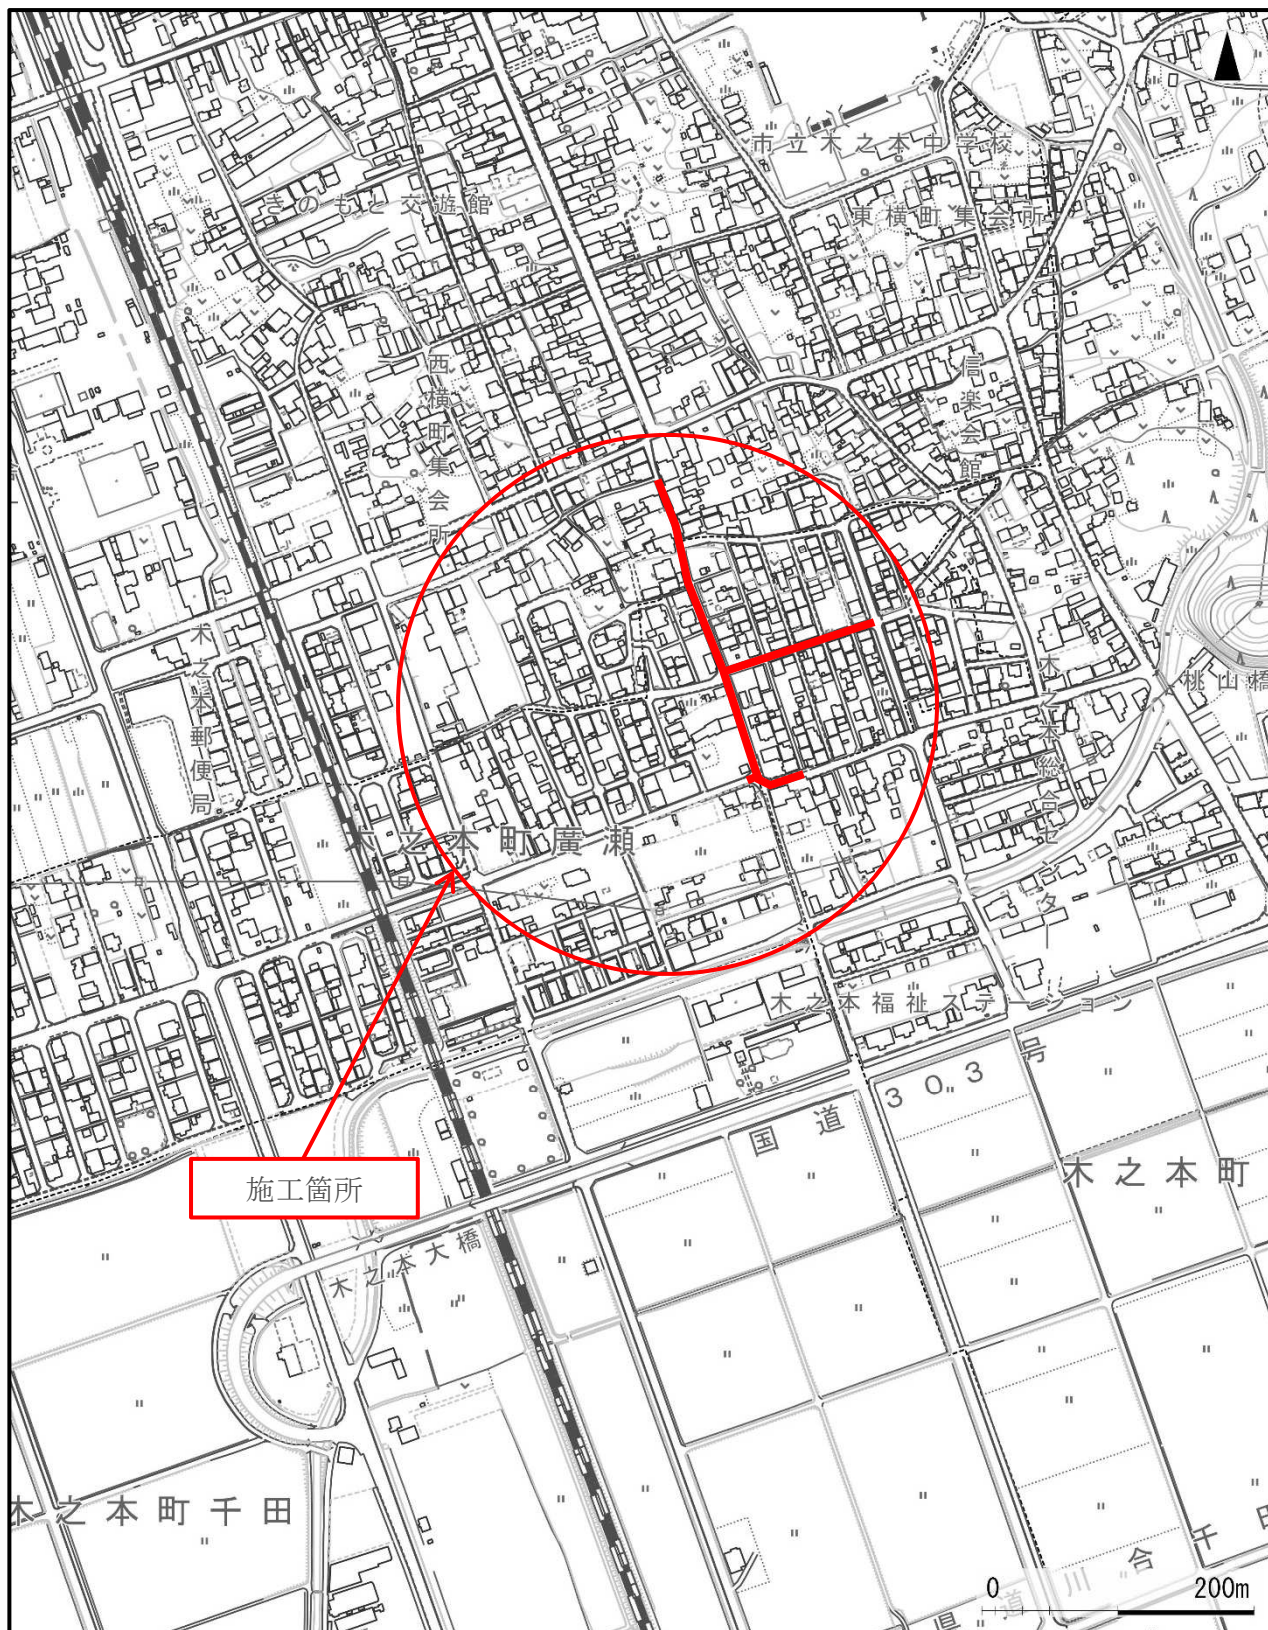 市立木之本中学校
きのもと交遊館
東横町集会所
西横町集会所
信楽会館
木之本郵便局
木之本総合センター
桃山橋
木之本町廣瀬
木之本福祉ステーション
国道303号
施工箇所
木之本町
木之本大橋
木之本町千田
県道川合千田
0 200m